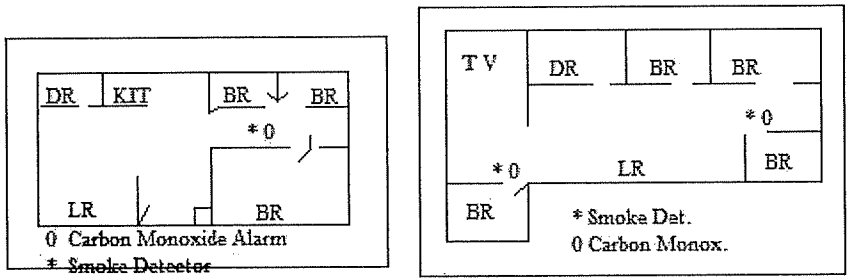 DR KIT BR BR
* 0
LR BR
0 Carbon Monoxide Alarm
* Smoke Detector
T V DR BR BR
* 0
* 0 LR BR
BR
* Smoke Det.
0 Carbon Monox.